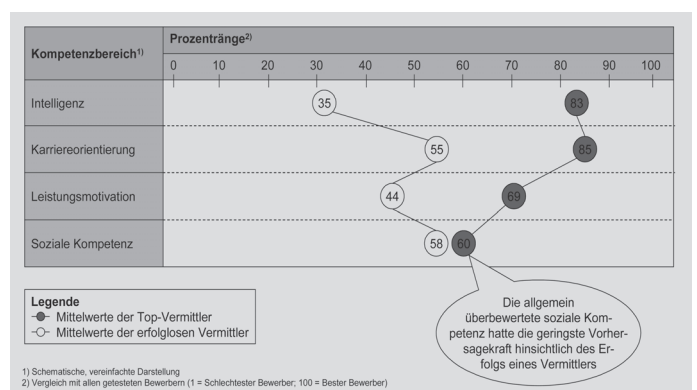 Kompetenzbereich1)
Prozentränge2)
0 10 20 30 40 50 60 70 80 90 100
Intelligenz 35 83
Karriereorientierung 55 85
Leistungsmotivation 44 69
Soziale Kompetenz 58 60
Die allgemein
überbewertete soziale Kom-
petenz hatte die geringste Vorher-
sagekraft hinsichtlich des Er-
folgs eines Vermittlers
Legende
Mittelwerte der Top-Vermittler
Mittelwerte der erfolglosen Vermittler
1) Schematische, vereinfachte Darstellung
2) Vergleich mit allen getesteten Bewerbern (1 = Schlechtester Bewerber; 100 = Bester Bewerber)